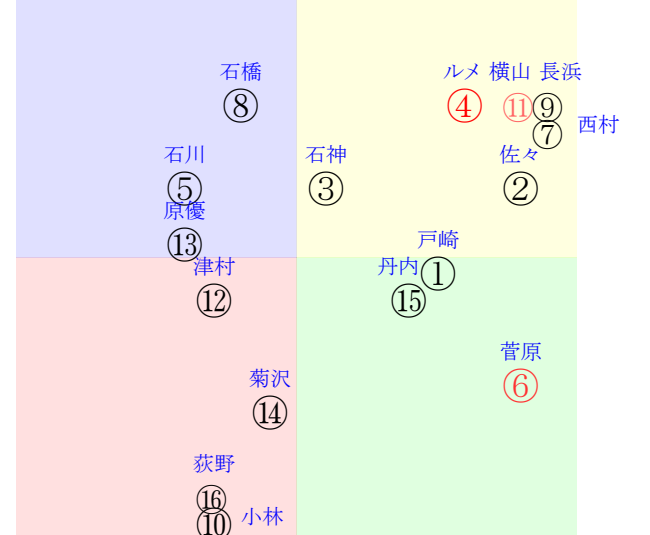 石橋 ルメ 横山 長浜
⑧ ④ ⑪ ⑨
⑦ 西村
石川 石神 佐々
⑤ ③ ②
原優
⑬ 戸崎
津村 丹内 ①
⑫ ⑮
菅原
菊沢 ⑥
⑭
荻野
⑯
⑩ 小林